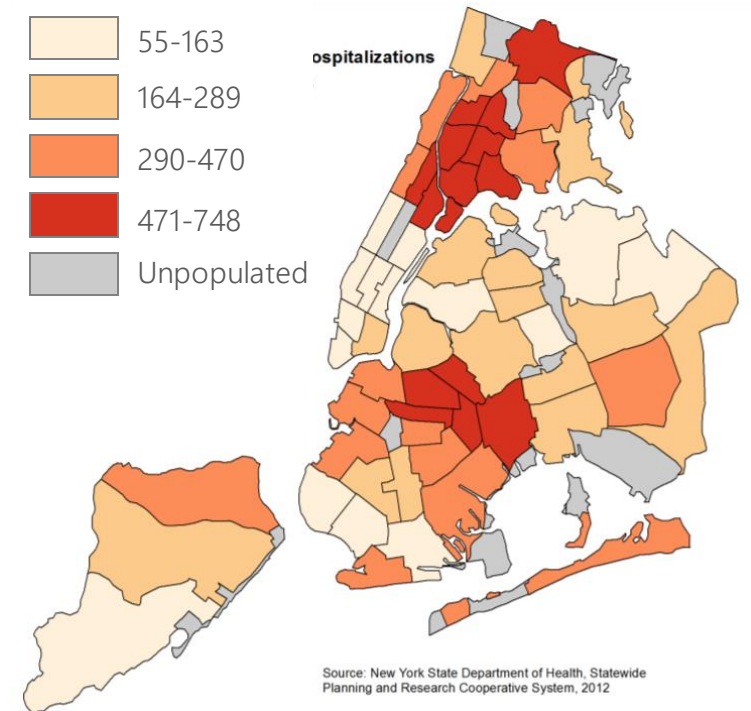 55-163
ospitalizations
164-289
290-470
471-748
Unpopulated
Source: New York State Department of Health, Statewide
Planning and Research Cooperative System, 2012